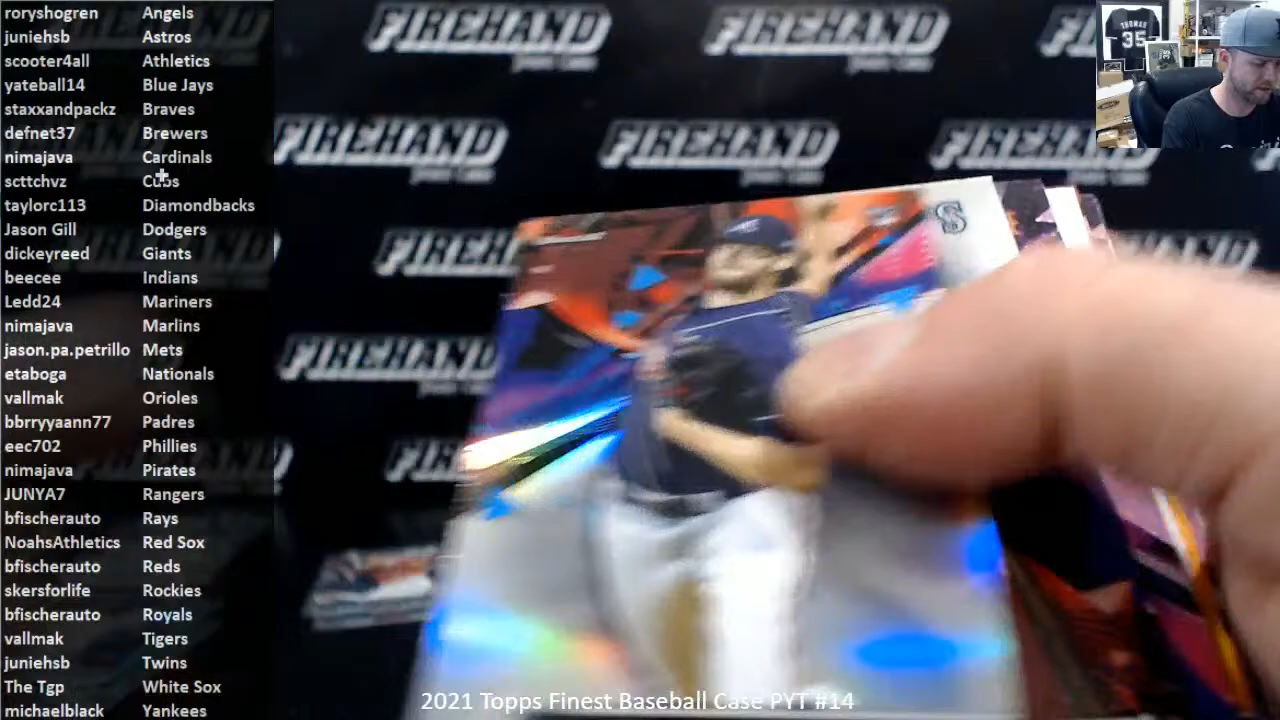 roryshogren Angels
juniehsb Astros
scooter4all Athletics
yateball14 Blue Jays
staxxandpackz Braves
defnet37 Brewers
nimajava Cardinals
scttchvz Cubs
taylorc113 Diamondbacks
Jason Gill Dodgers
dickeyreed Giants
beecee Indians
Ledd24 Mariners
nimajava Marlins
jason.pa.petrillo Mets
etaboga Nationals
vallmak Orioles
bbrryyaann77 Padres
eec702 Phillies
nimajava Pirates
JUNYA7 Rangers
bfischerauto Rays
NoahsAthletics Red Sox
bfischerauto Reds
skersforlife Rockies
bfischerauto Royals
vallmak Tigers
juniehsb Twins
The Tgp White Sox
michaelblack Yankees
FIREHAND FIREHAND
FIREHAND FIREHAND FIREHAND
FIREHAND
FIREHAND
THOMAS
35
S
2021 Topps Finest Baseball Case PYT #14